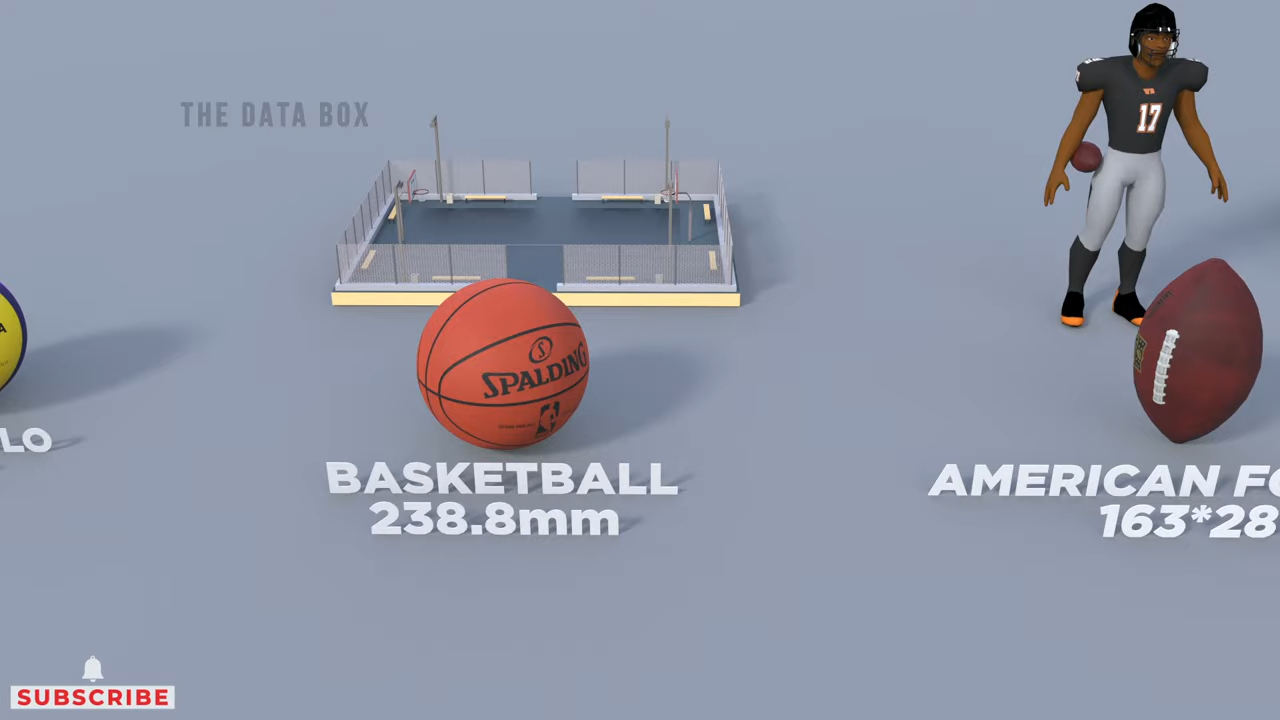 THE DATA BOX
17
SPALDING
LO
BASKETBALL
238.8mm
AMERICAN FO
163*28
SUBSCRIBE